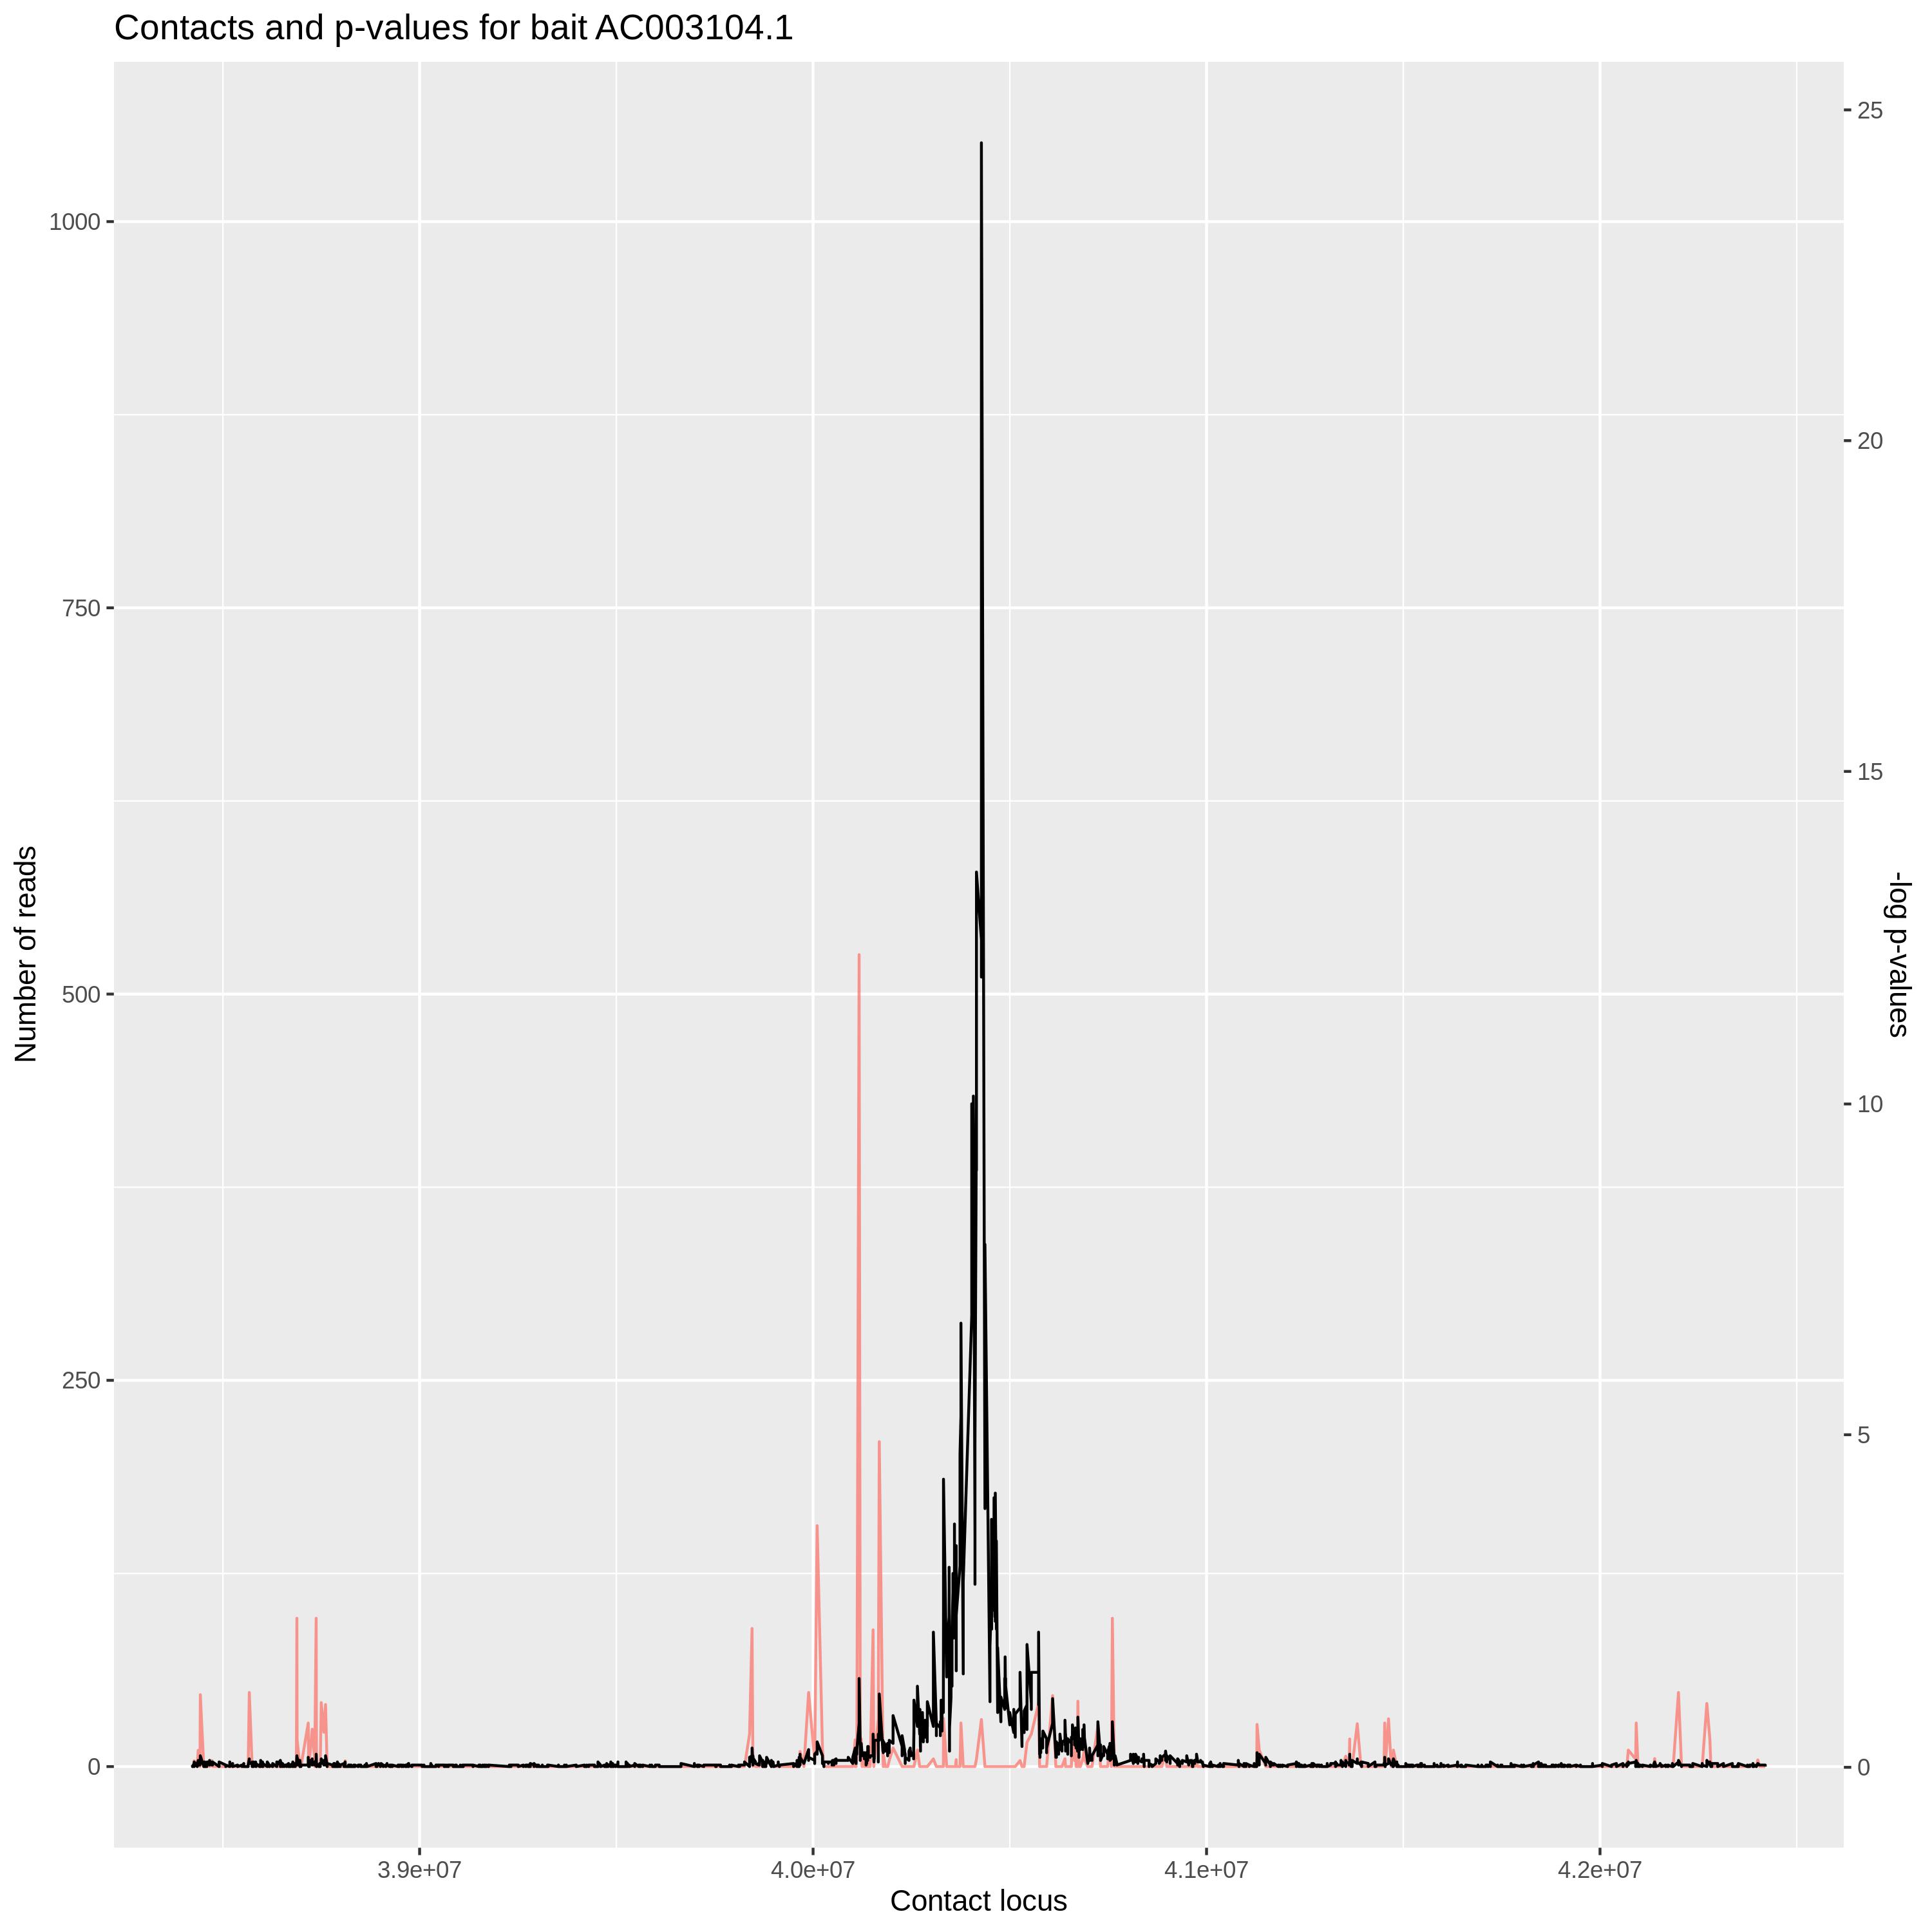 Contacts and p-values for bait AC003104.1
Number of reads
1000
750
500
250
0
25
20
15
10
5
0
-log p-values
3.9e+07
4.0e+07
4.1e+07
4.2e+07
Contact locus